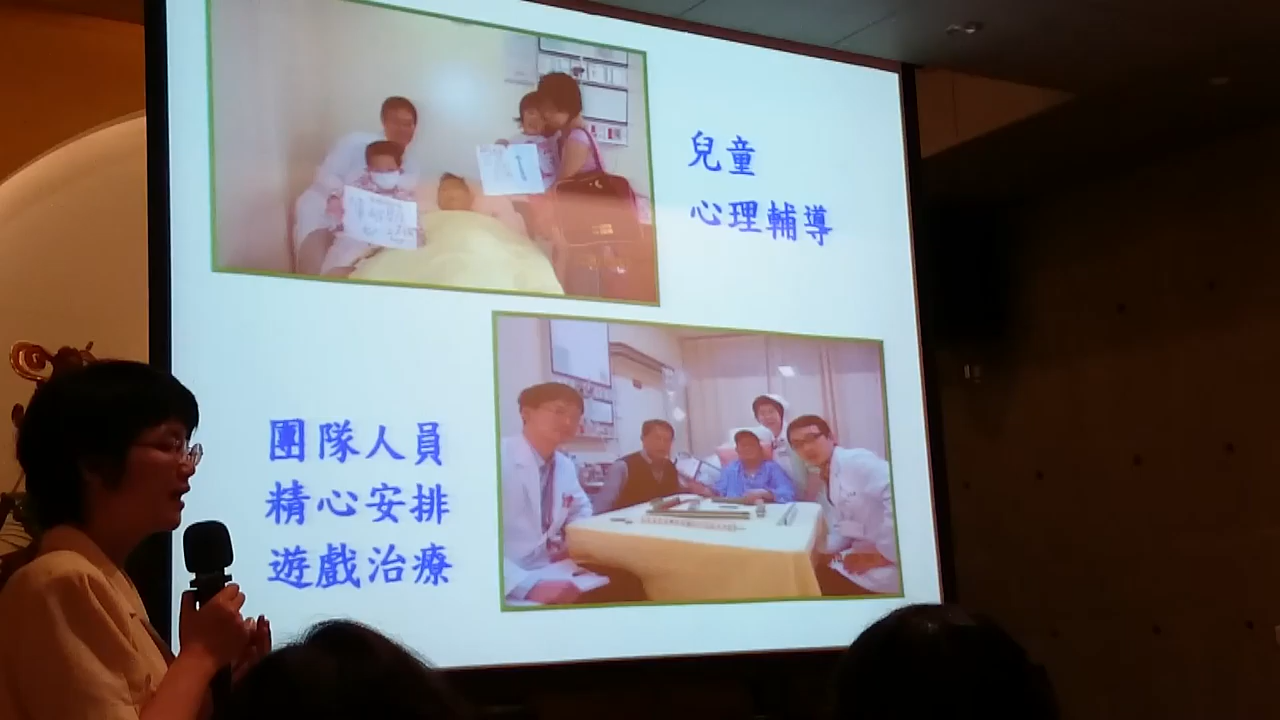 兒童
心理輔導
團隊人員
精心安排
遊戲治療